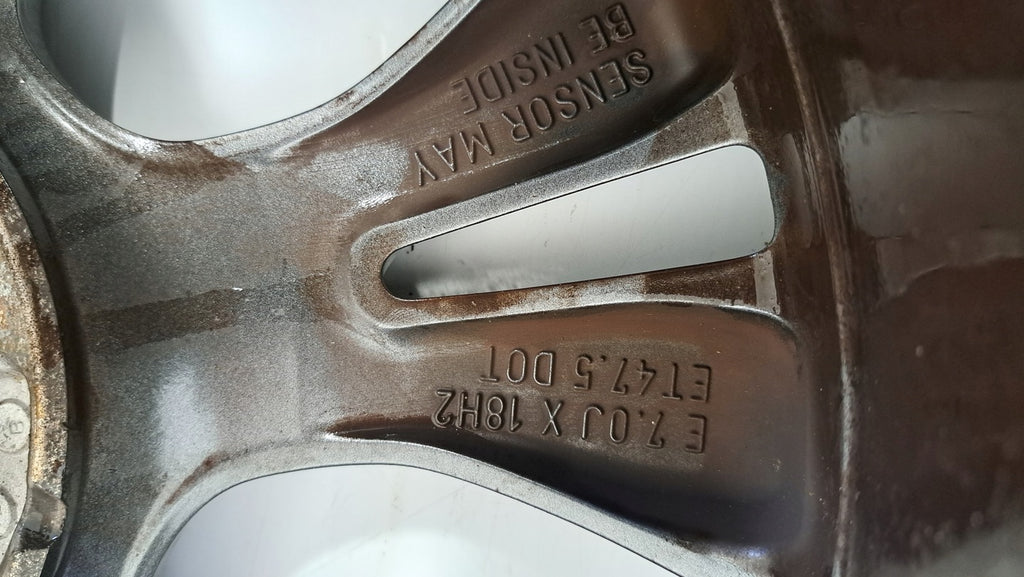 SENSOR MAY
BE INSIDE
E 7.0J X 18H2
ET47.5 DOT